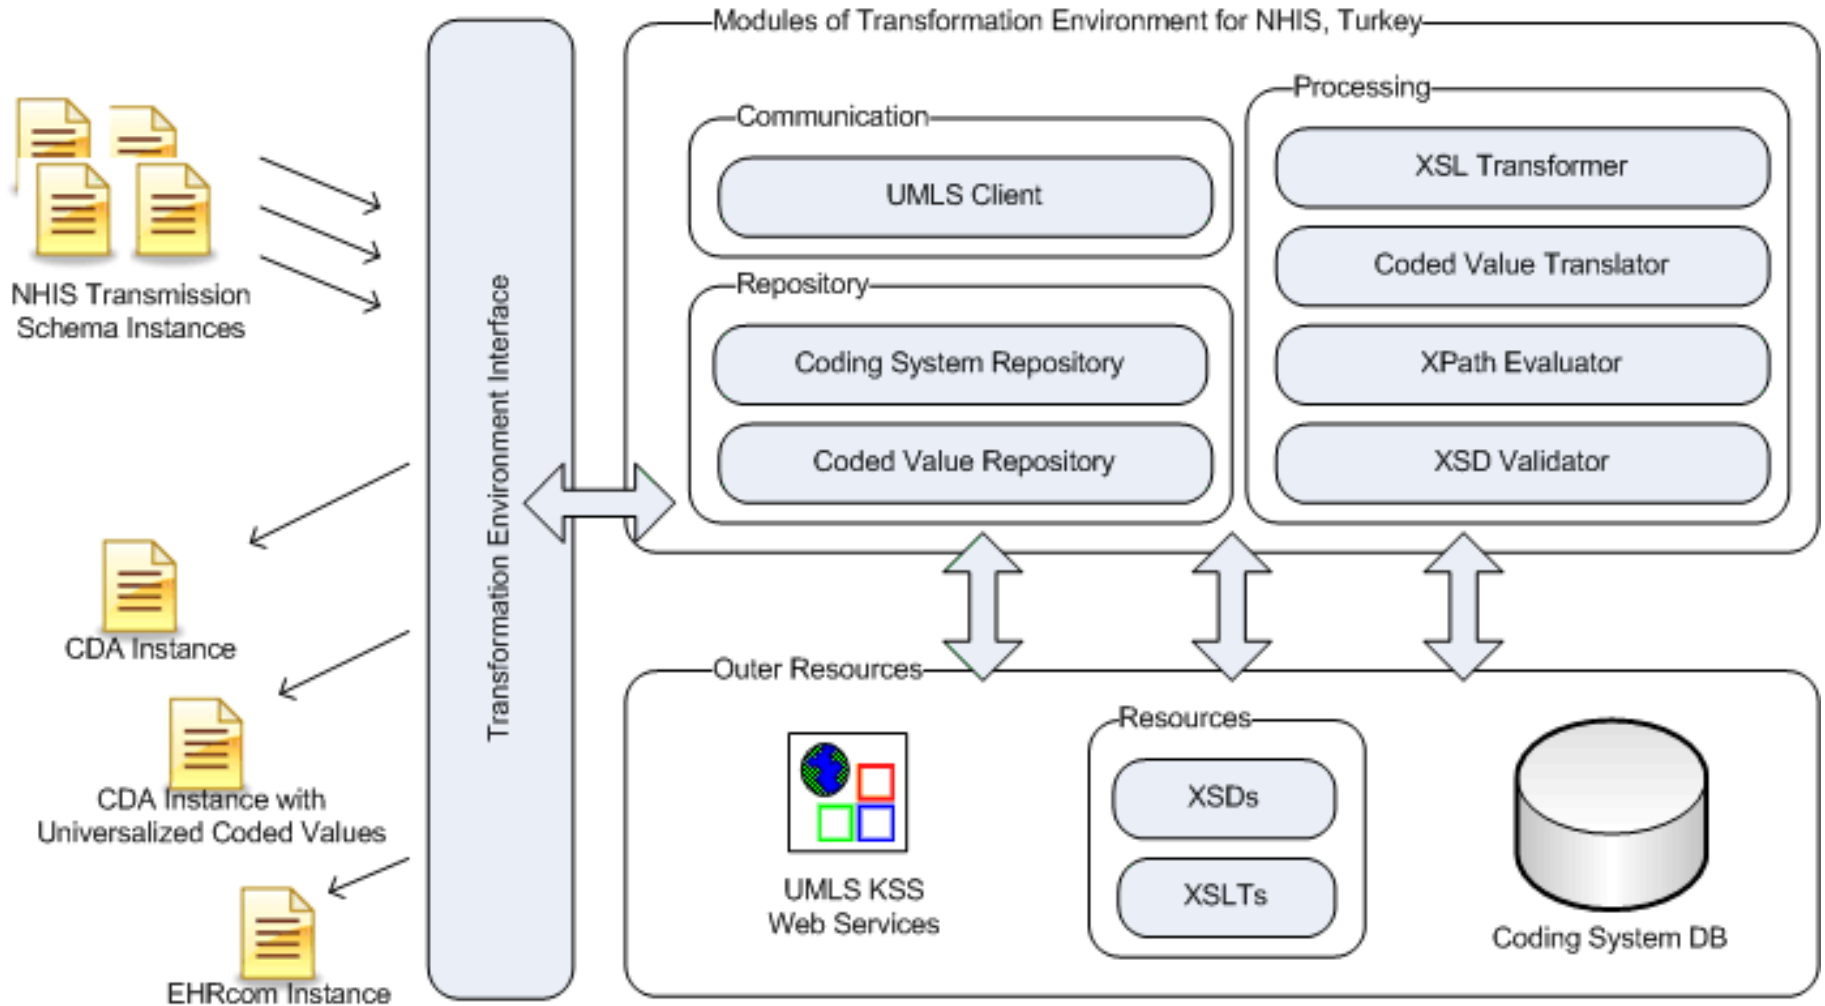 Modules of Transformation Environment for NHIS, Turkey
Communication
UMLS Client
Repository
Coding System Repository
Coded Value Repository
Processing
XSL Transformer
Coded Value Translator
XPath Evaluator
XSD Validator
NHIS Transmission
Schema Instances
Transformation Environment Interface
CDA Instance
CDA Instance with
Universalized Coded Values
EHRcom Instance
Outer Resources
UMLS KSS
Web Services
Resources
XSDs
XSLTs
Coding System DB